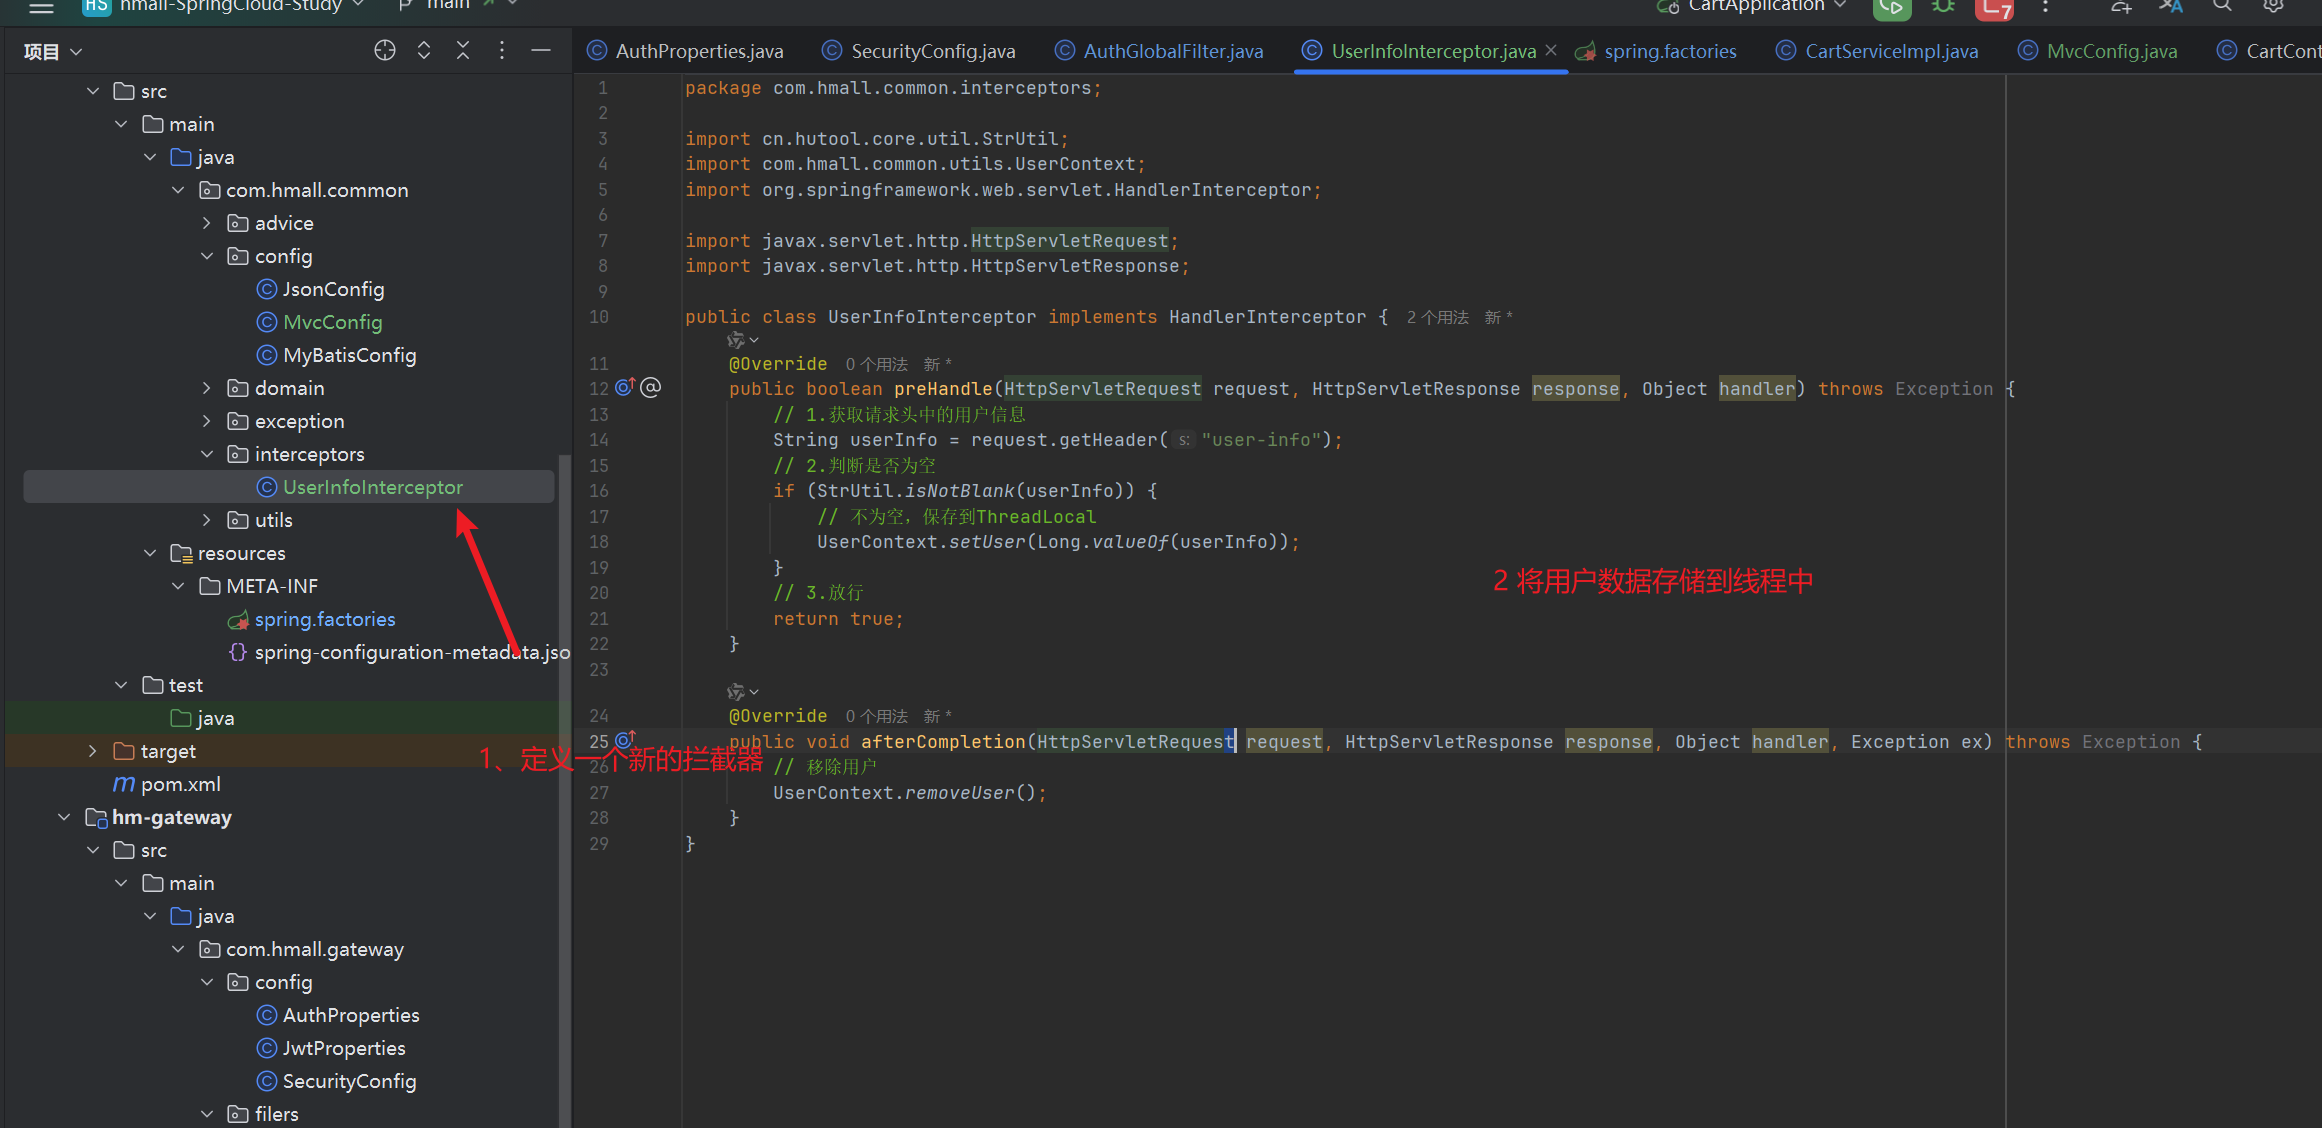 HS hmall-SpringCloud-Study main CartApplication 7
项目
AuthProperties.java SecurityConfig.java AuthGlobalFilter.java UserInfoInterceptor.java spring.factories CartServiceImpl.java MvcConfig.java CartCont
src
main
java
com.hmall.common
advice
config
JsonConfig
MvcConfig
MyBatisConfig
domain
exception
interceptors
UserInfoInterceptor
utils
resources
META-INF
spring.factories
spring-configuration-metadata.jso
test
java
target
pom.xml
hm-gateway
src
main
java
com.hmall.gateway
config
AuthProperties
JwtProperties
SecurityConfig
filers
1、定义一个新的拦截器
1 package com.hmall.common.interceptors;
2
3 import cn.hutool.core.util.StrUtil;
4 import com.hmall.common.utils.UserContext;
5 import org.springframework.web.servlet.HandlerInterceptor;
6
7 import javax.servlet.http.HttpServletRequest;
8 import javax.servlet.http.HttpServletResponse;
9
10 public class UserInfoInterceptor implements HandlerInterceptor { 2 个用法 新 *
11 @Override 0 个用法 新 *
12 public boolean preHandle(HttpServletRequest request, HttpServletResponse response, Object handler) throws Exception {
13 // 1.获取请求头中的用户信息
14 String userInfo = request.getHeader( s: "user-info");
15 // 2.判断是否为空
16 if (StrUtil.isNotBlank(userInfo)) {
17 // 不为空，保存到ThreadLocal
18 UserContext.setUser(Long.valueOf(userInfo));
19 }
2 将用户数据存储到线程中
20 // 3.放行
21 return true;
22 }
23
24 @Override 0 个用法 新 *
25 public void afterCompletion(HttpServletRequest request, HttpServletResponse response, Object handler, Exception ex) throws Exception {
26 // 移除用户
27 UserContext.removeUser();
28 }
29 }